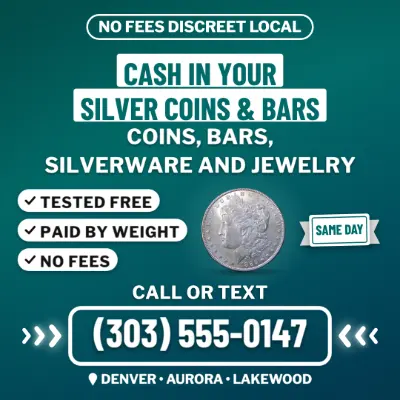 NO FEES DISCREET LOCAL
CASH IN YOUR
SILVER COINS & BARS
COINS, BARS,
SILVERWARE AND JEWELRY
TESTED FREE
PAID BY WEIGHT
NO FEES
SAME DAY
CALL OR TEXT
(303) 555-0147
DENVER • AURORA • LAKEWOOD